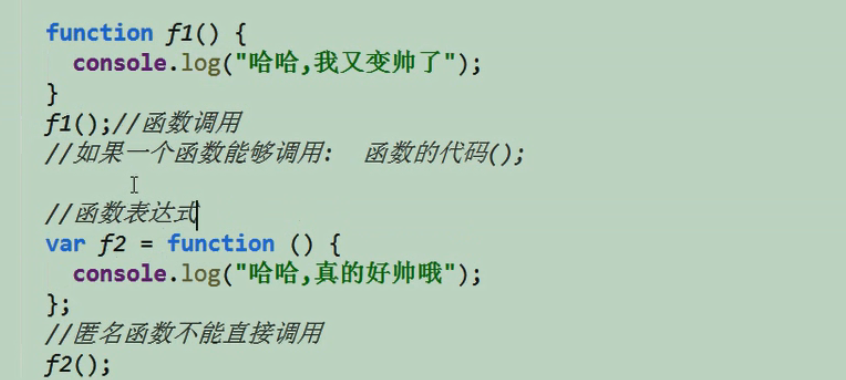 function f1() {
console.log("哈哈,我又变帅了");
}
f1();//函数调用
//如果一个函数能够调用: 函数的代码();
//函数表达式
var f2 = function () {
console.log("哈哈,真的好帅哦");
};
//匿名函数不能直接调用
f2();